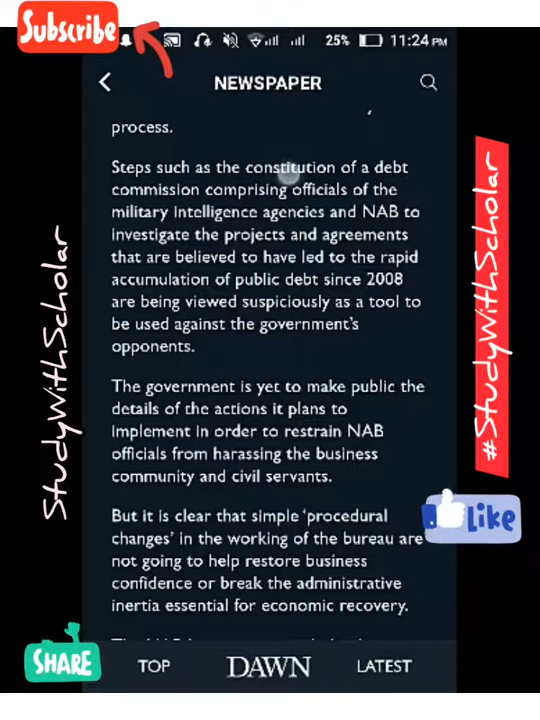 Subscribe
25% 11:24 PM
NEWSPAPER
process.
Steps such as the constitution of a debt
commission comprising officials of the
military intelligence agencies and NAB to
investigate the projects and agreements
that are believed to have led to the rapid
accumulation of public debt since 2008
are being viewed suspiciously as a tool to
be used against the government's
opponents.
The government is yet to make public the
details of the actions it plans to
implement in order to restrain NAB
officials from harassing the business
community and civil servants.
But it is clear that simple 'procedural
changes' in the working of the bureau are
not going to help restore business
confidence or break the administrative
inertia essential for economic recovery.
StudyWithScholar
#StudyWithScholar
Like
SHARE
TOP
DAWN
LATEST